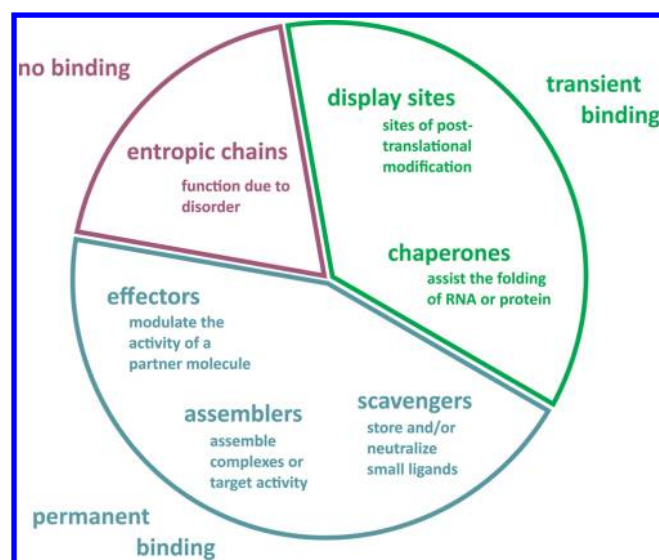 no binding
entropic chains
function due to
disorder
display sites
sites of post-
translational
modification
transient
binding
chaperones
assist the folding
of RNA or protein
effectors
modulate the
activity of a
partner molecule
assemblers
assemble
complexes or
target activity
scavengers
store and/or
neutralize
small ligands
permanent
binding